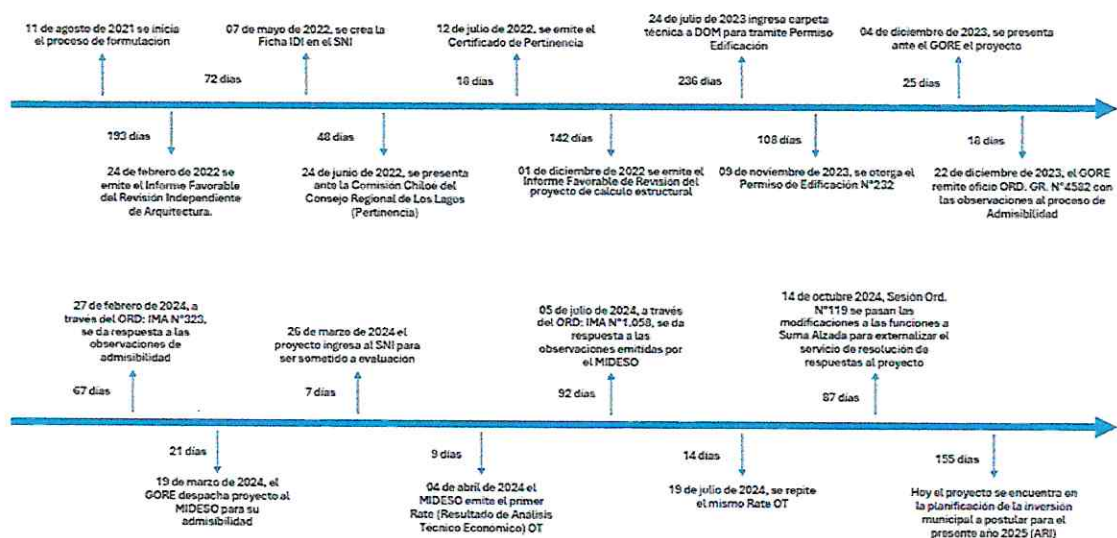 11 de agosto de 2021 se inicia
el proceso de formulación
07 de mayo de 2022, se crea la
Ficha IDI en el SNI
12 de julio de 2022, se emite el
Certificado de Pertinencia
24 de julio de 2023 ingresa carpeta
técnica a DOM para tramite Permiso
Edificación
04 de diciembre de 2023, se presenta
ante el GORE el proyecto
72 días
18 días
236 días
25 días
193 días
48 días
142 días
108 días
18 días
24 de febrero de 2022 se
emite el Informe Favorable
del Revisión Independiente
de Arquitectura.
24 de junio de 2022, se presenta
ante la Comisión Chiloé del
Consejo Regional de Los Lagos
(Pertinencia)
01 de diciembre de 2022 se emite el
Informe Favorable de Revisión del
proyecto de calculo estructural
09 de noviembre de 2023, se otorga el
Permiso de Edificación N°232
22 de diciembre de 2023, el GORE
remite oficio ORD. GR. N°4582 con
las observaciones al proceso de
Admisibilidad
27 de febrero de 2024, a
través del ORD: IMA N°323,
se da respuesta a las
observaciones de
admisibilidad
26 de marzo de 2024 el
proyecto ingresa al SNI para
ser sometido a evaluación
05 de julio de 2024, a través
del ORD: IMA N°1.058, se da
respuesta a las
observaciones emitidas por
el MIDESO
14 de octubre 2024, Sesión Ord.
N°119 se pasan las
modificaciones a las funciones a
Suma Alzada para externalizar el
servicio de resolución de
respuestas al proyecto
67 días
7 días
92 días
87 días
21 días
9 días
14 días
155 días
19 de marzo de 2024, el
GORE despacha proyecto al
MIDESO para su
admisibilidad
04 de abril de 2024 el
MIDESO emite el primer
Rate (Resultado de Análisis
Técnico Economico) OT
19 de julio de 2024, se repite
el mismo Rate OT
Hoy el proyecto se encuentra en
la planificación de la inversión
municipal a postular para el
presente año 2025 (ARI)